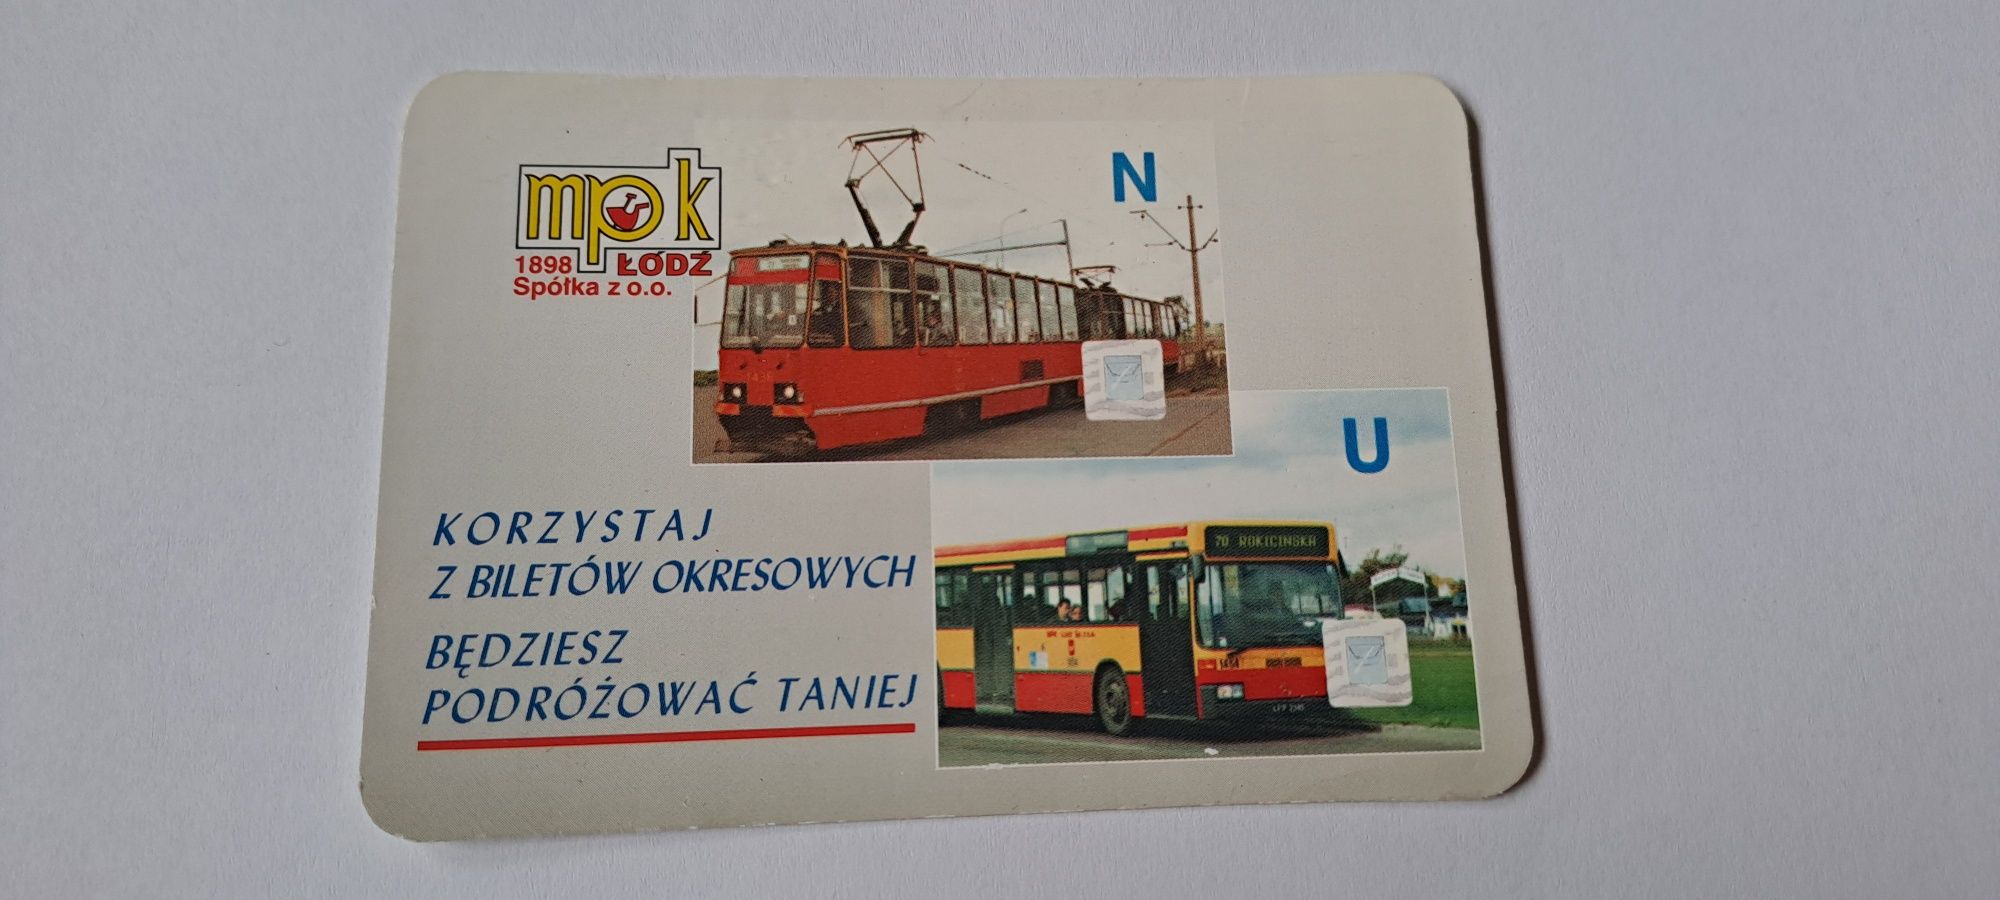 mpk
1898 ŁÓDŹ
Spółka z o.o.
N
U
KORZYSTAJ
Z BILETÓW OKRESOWYCH
BĘDZIESZ
PODRÓŻOWAĆ TANIEJ
70 ROKICIŃSKA